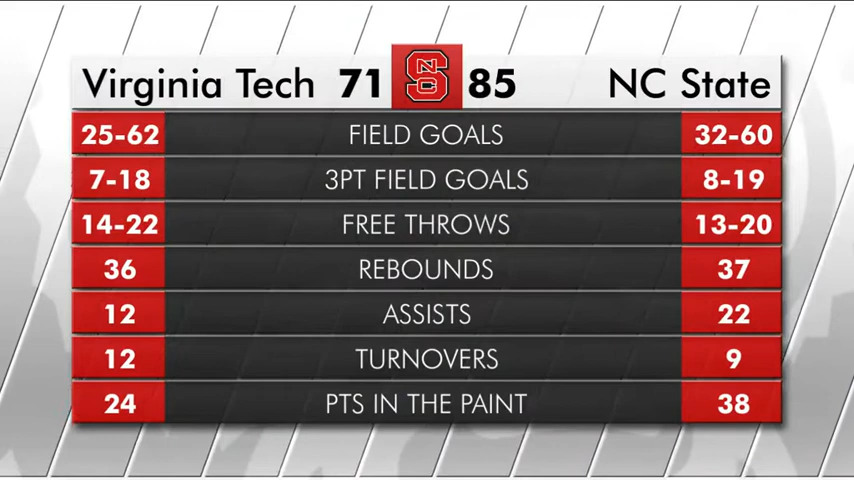 Virginia Tech 71 NCS 85 NC State
25-62 FIELD GOALS 32-60
7-18 3PT FIELD GOALS 8-19
14-22 FREE THROWS 13-20
36 REBOUNDS 37
12 ASSISTS 22
12 TURNOVERS 9
24 PTS IN THE PAINT 38